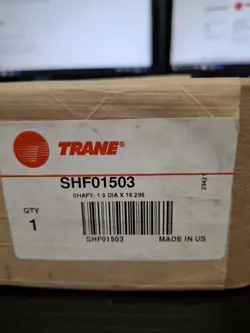 TRANE®
SHF01503
SHAFT; 1.0 DIA X 18.295
QTY
1
SHF01503
MADE IN US